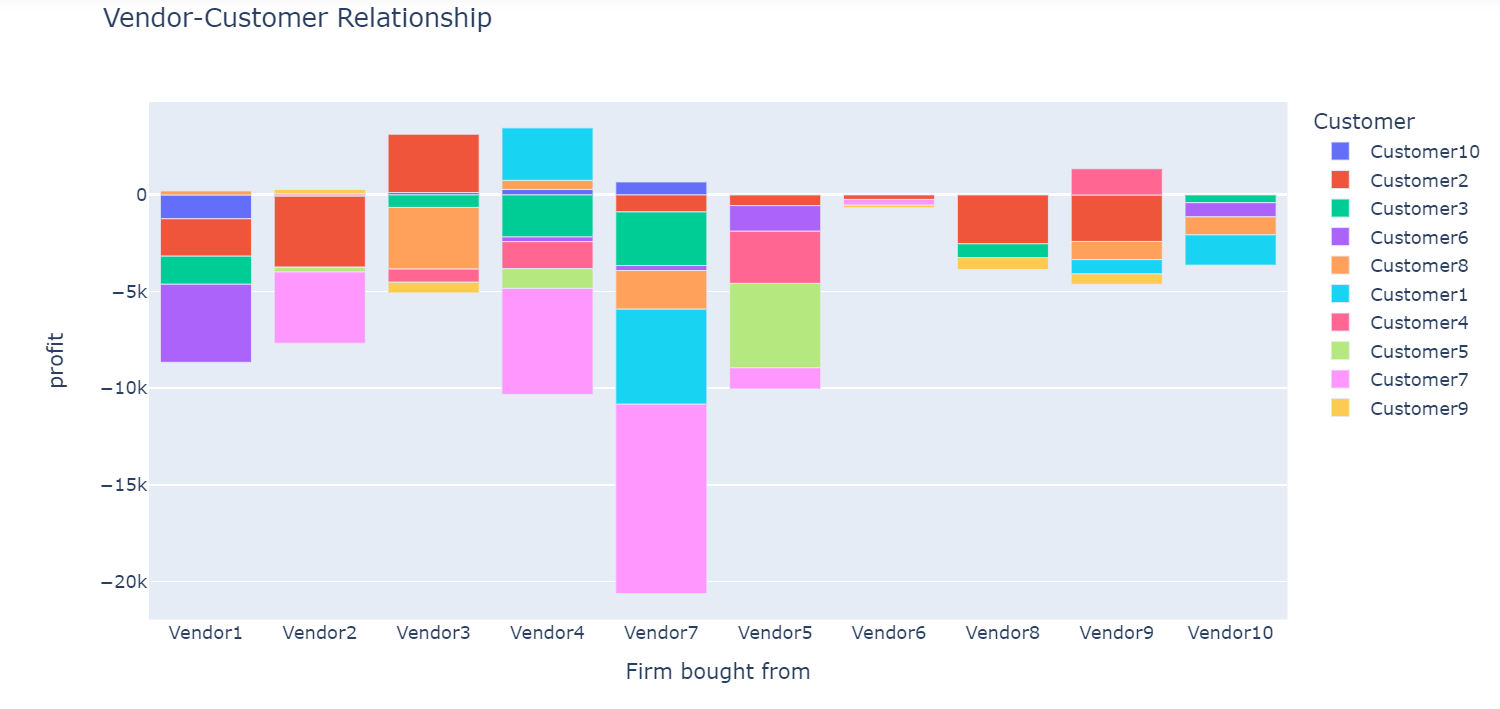 Vendor-Customer Relationship
profit
0
−5k
−10k
−15k
−20k
Vendor1
Vendor2
Vendor3
Vendor4
Vendor7
Vendor5
Vendor6
Vendor8
Vendor9
Vendor10
Firm bought from
Customer
Customer10
Customer2
Customer3
Customer6
Customer8
Customer1
Customer4
Customer5
Customer7
Customer9